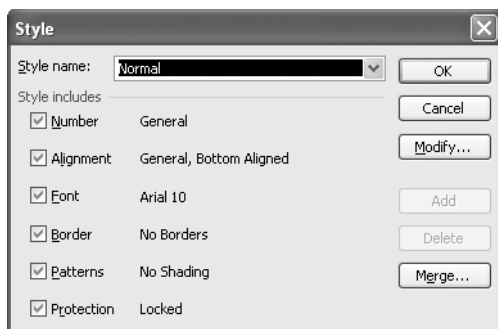 Style
Style name: Normal
OK
Style includes
Cancel
Number General
Modify...
Alignment General, Bottom Aligned
Font Arial 10
Add
Border No Borders
Delete
Patterns No Shading
Merge...
Protection Locked